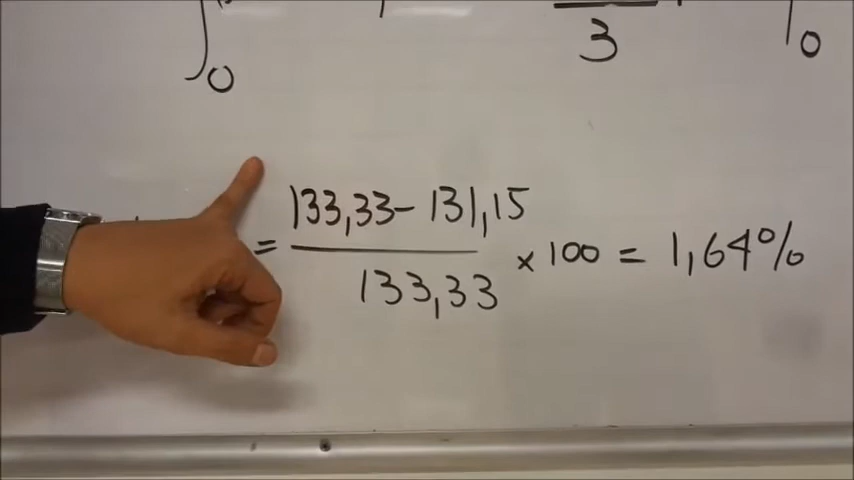 3
0
0
133,33 - 131,15
= ——— × 100 = 1,64%
133,33